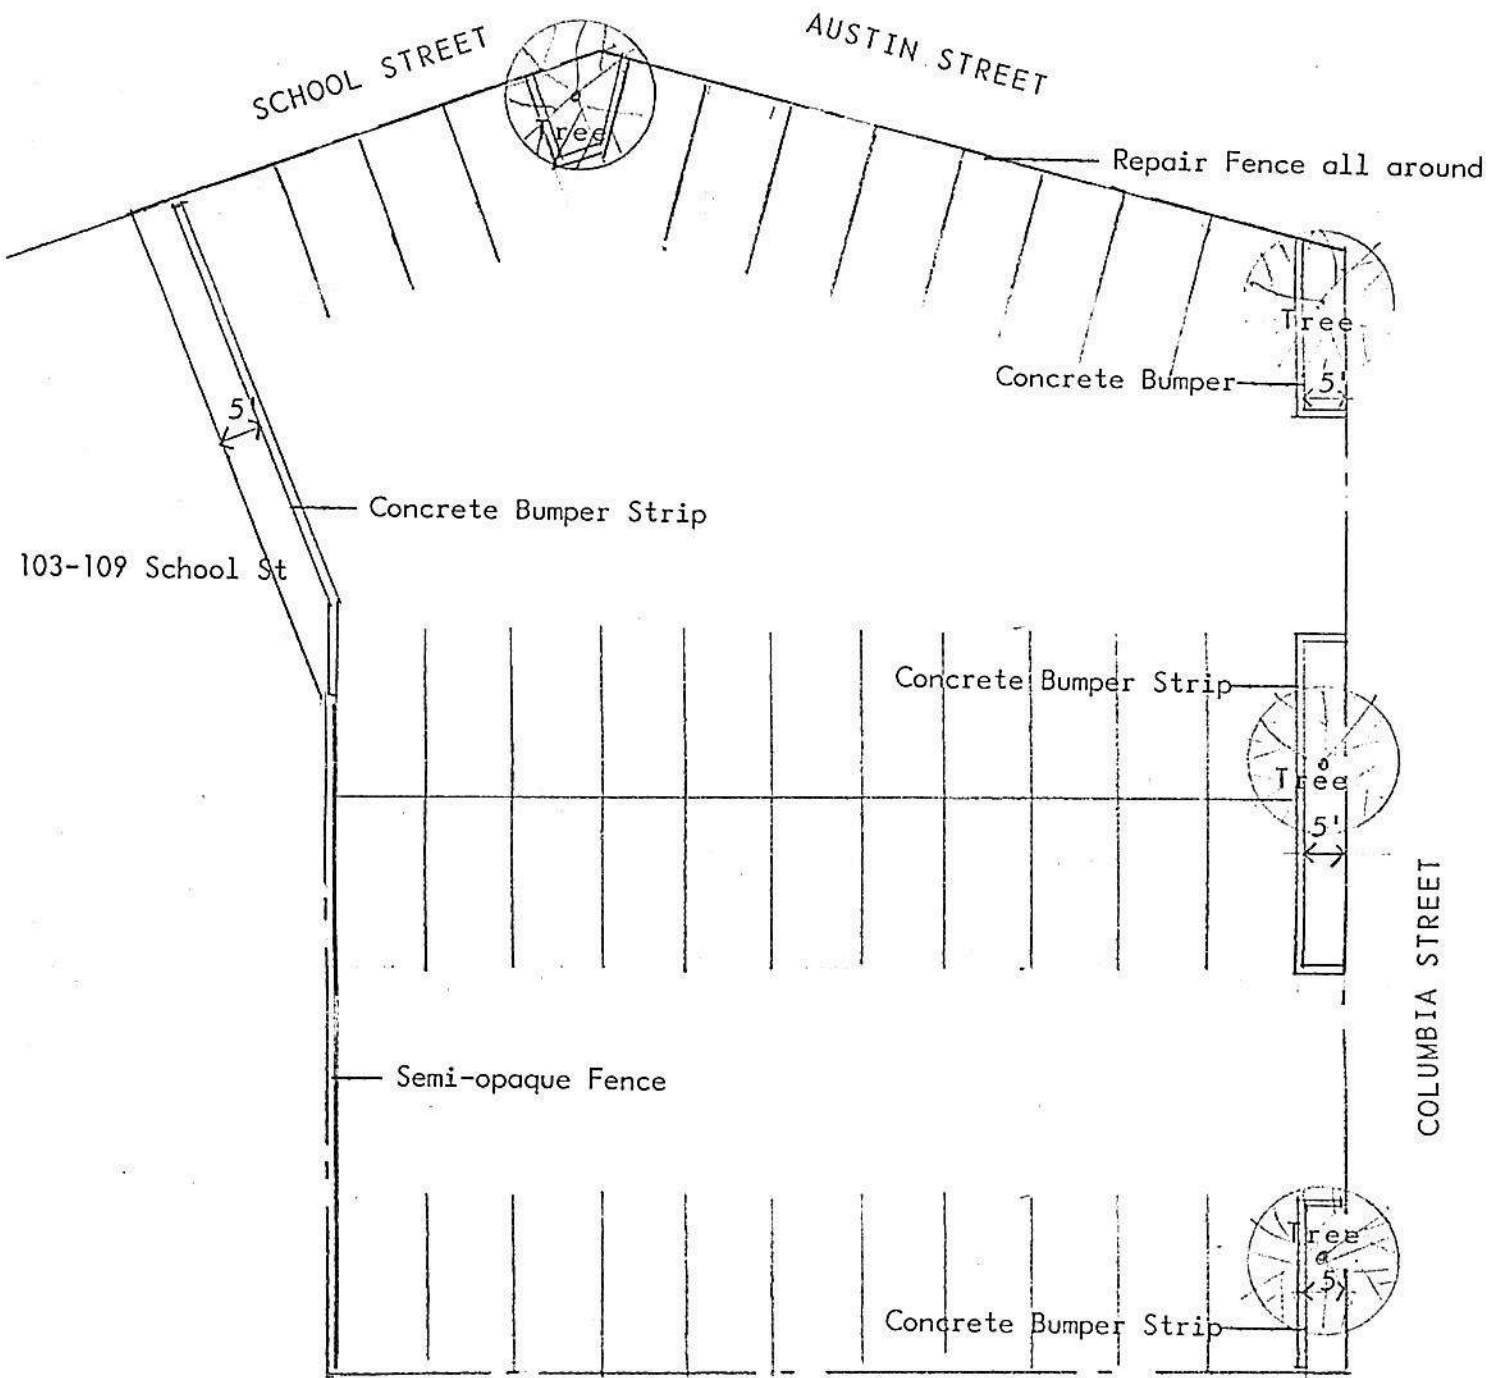 SCHOOL STREET
AUSTIN STREET
Tree
Repair Fence all around
Tree
Concrete Bumper
5'
5'
Concrete Bumper Strip
103-109 School St
Concrete Bumper Strip
Tree
5'
COLUMBIA STREET
Semi-opaque Fence
Tree
5'
Concrete Bumper Strip